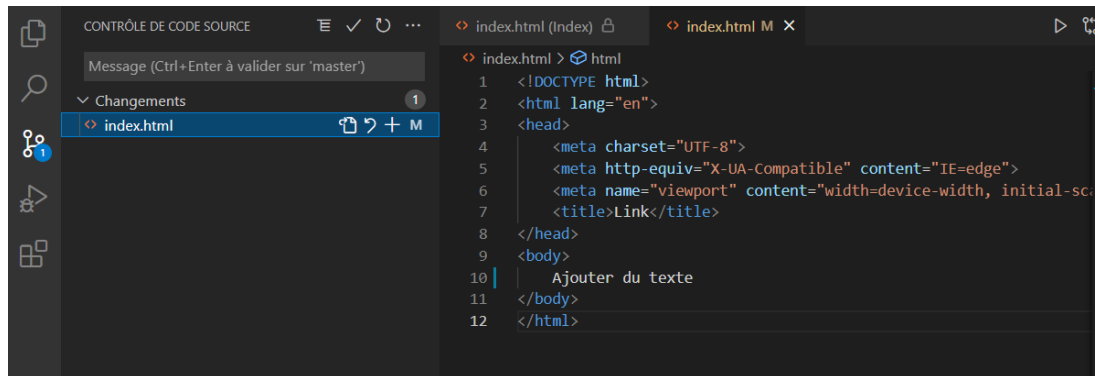 CONTRÔLE DE CODE SOURCE
Message (Ctrl+Enter à valider sur 'master')
Changements 1
index.html M
1
index.html (Index)
index.html M
index.html > html
1 <!DOCTYPE html>
2 <html lang="en">
3 <head>
4 <meta charset="UTF-8">
5 <meta http-equiv="X-UA-Compatible" content="IE=edge">
6 <meta name="viewport" content="width=device-width, initial-sc
7 <title>Link</title>
8 </head>
9 <body>
10 Ajouter du texte
11 </body>
12 </html>